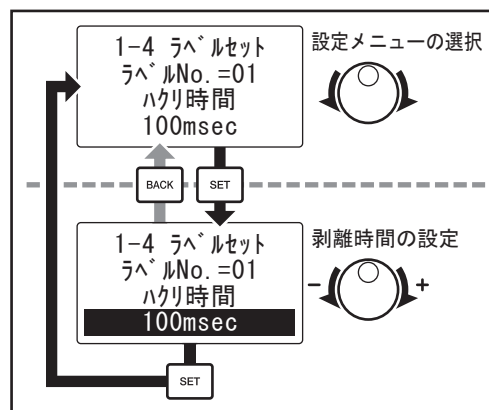 1-4 ﾗﾍﾞﾙｾｯﾄ
ﾗﾍﾞﾙNo.=01
ﾊｸﾘ時間
100msec
設定メニューの選択
BACK
SET
1-4 ﾗﾍﾞﾙｾｯﾄ
ﾗﾍﾞﾙNo.=01
ﾊｸﾘ時間
100msec
剥離時間の設定
- +
SET